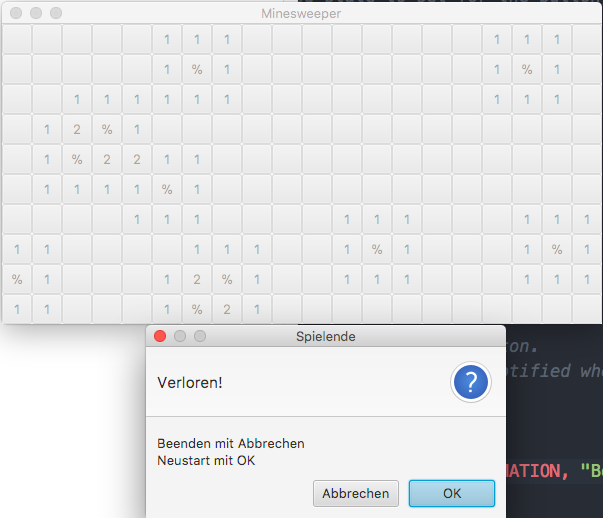 Minesweeper
1 1 1 1 1 1
1 % 1 1 % 1
1 1 1 1 1 1 1 1 1
1 2 % 1
1 % 2 2 1 1
1 1 1 1 % 1
1 1 1 1 1 1 1 1 1
1 1 1 1 1 1 % 1 1 % 1
% 1 1 2 % 1 1 1 1 1 1 1
1 1 1 % 2 1
Spielende
on.
Verloren!
?
tified whe
Beenden mit Abbrechen
Neustart mit OK
MATION, "Be
Abbrechen OK